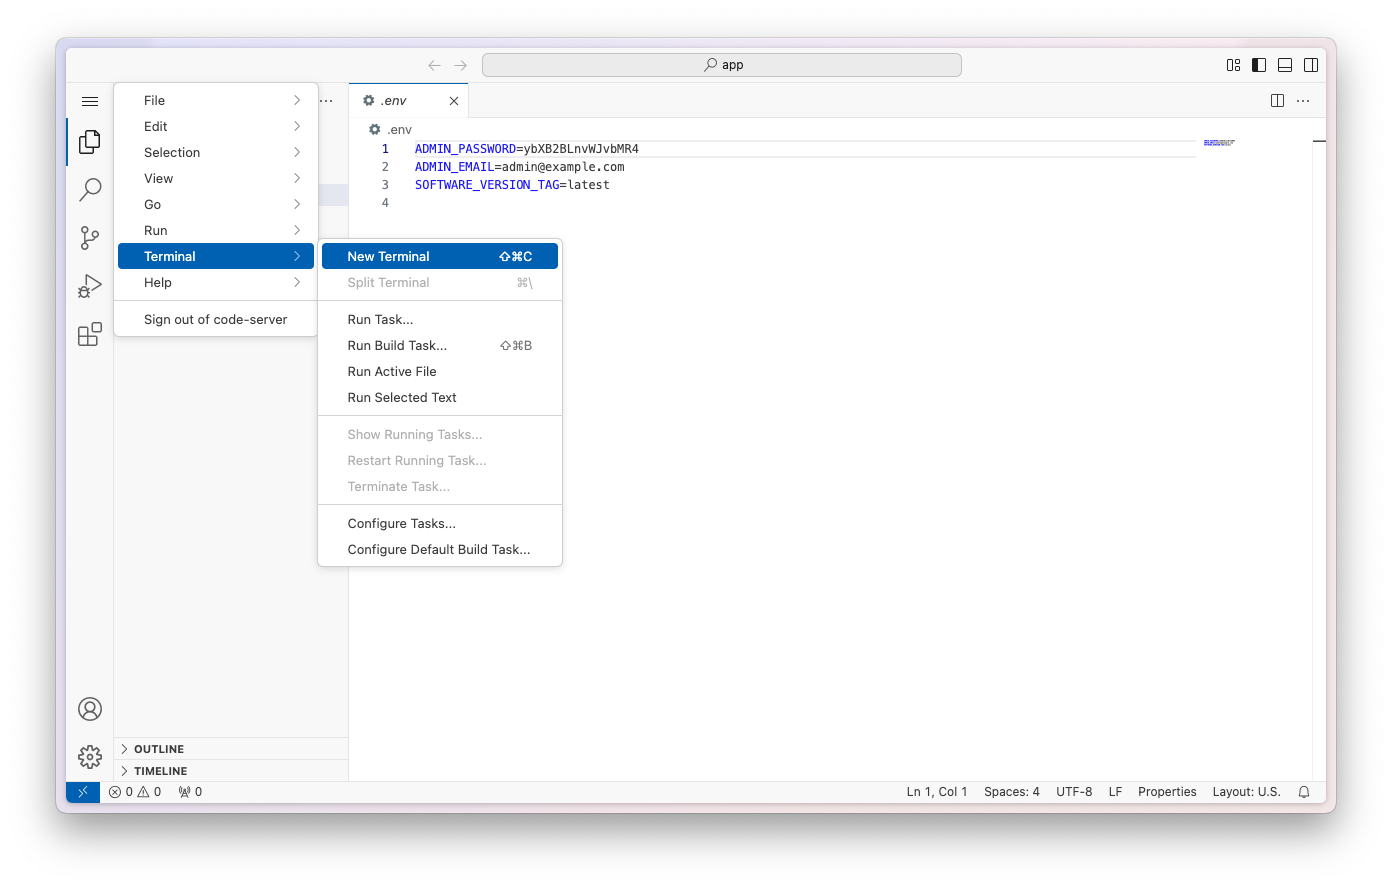 app
File
Edit
Selection
View
Go
Run
Terminal
Help
Sign out of code-server
New Terminal ⇧⌘C
Split Terminal ⌘\
Run Task...
Run Build Task... ⇧⌘B
Run Active File
Run Selected Text
Show Running Tasks...
Restart Running Task...
Terminate Task...
Configure Tasks...
Configure Default Build Task...
.env
.env
1 ADMIN_PASSWORD=ybXB2BLnvWJvbMR4
2 ADMIN_EMAIL=admin@example.com
3 SOFTWARE_VERSION_TAG=latest
4
OUTLINE
TIMELINE
0 0 0 Ln 1, Col 1 Spaces: 4 UTF-8 LF Properties Layout: U.S.